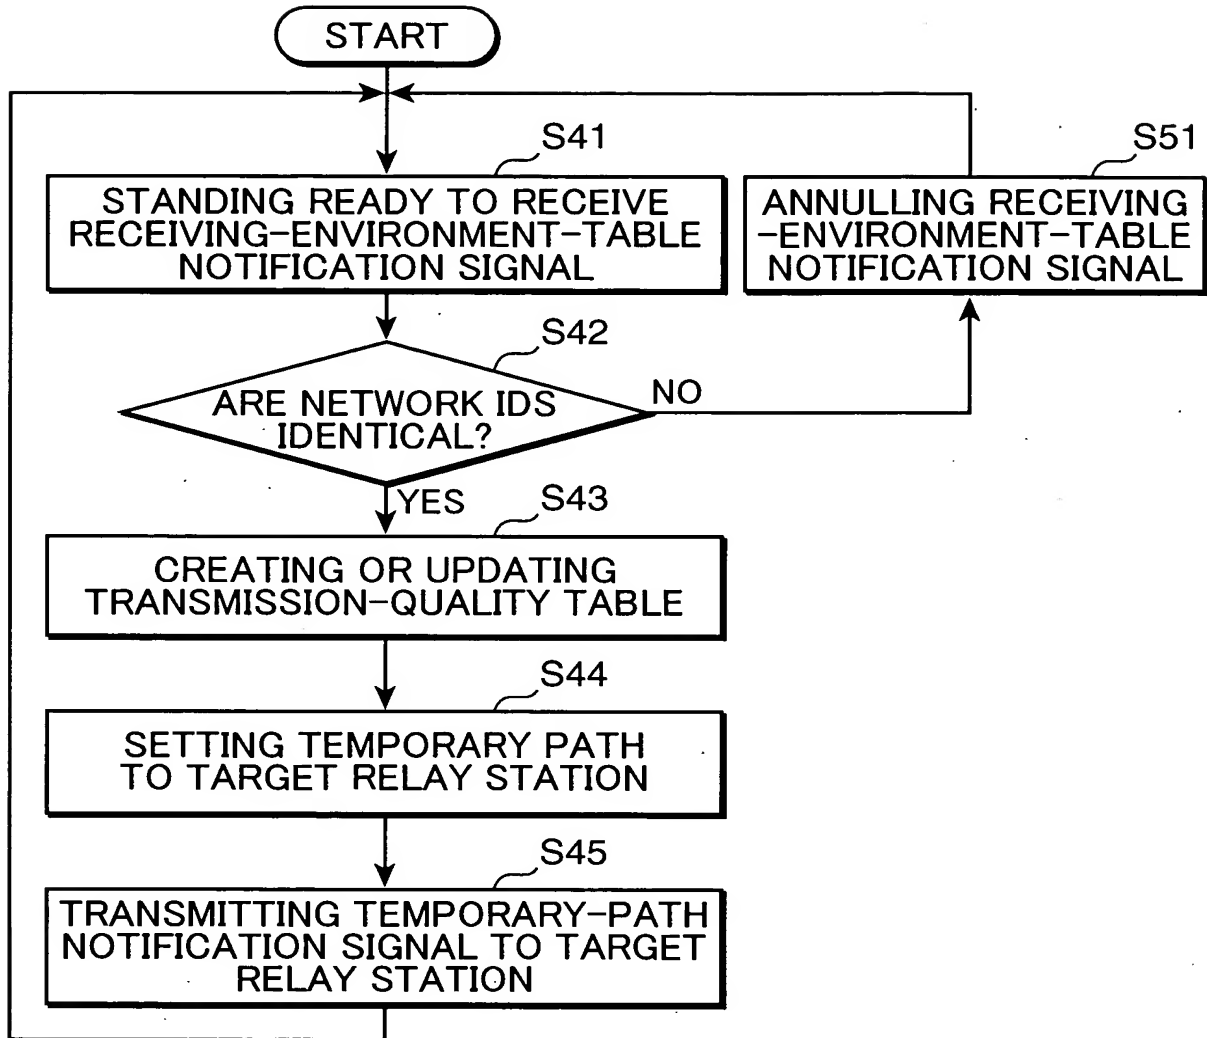 START
S41
STANDING READY TO RECEIVE
RECEIVING-ENVIRONMENT-TABLE
NOTIFICATION SIGNAL
S51
ANNULLING RECEIVING
-ENVIRONMENT-TABLE
NOTIFICATION SIGNAL
S42
ARE NETWORK IDS
IDENTICAL?
NO
YES
S43
CREATING OR UPDATING
TRANSMISSION-QUALITY TABLE
S44
SETTING TEMPORARY PATH
TO TARGET RELAY STATION
S45
TRANSMITTING TEMPORARY-PATH
NOTIFICATION SIGNAL TO TARGET
RELAY STATION